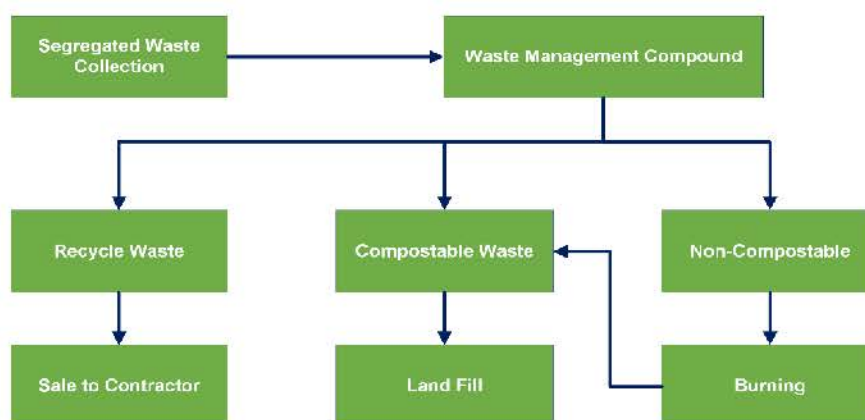 Segregated Waste
Collection
Waste Management Compound
Recycle Waste
Compostable Waste
Non-Compostable
Sale to Contractor
Land Fill
Burning